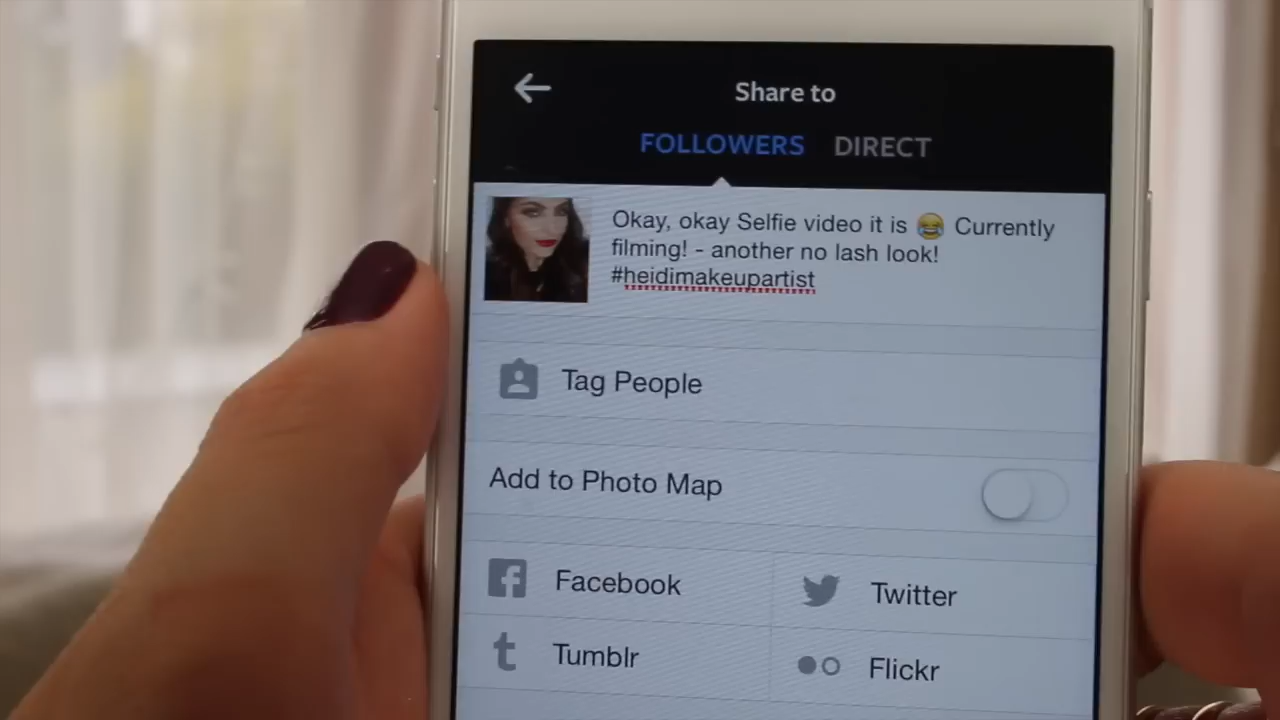 Share to
FOLLOWERS DIRECT
Okay, okay Selfie video it is 😂 Currently
filming! - another no lash look!
#heidimakeupartist
Tag People
Add to Photo Map
Facebook
Twitter
Tumblr
Flickr